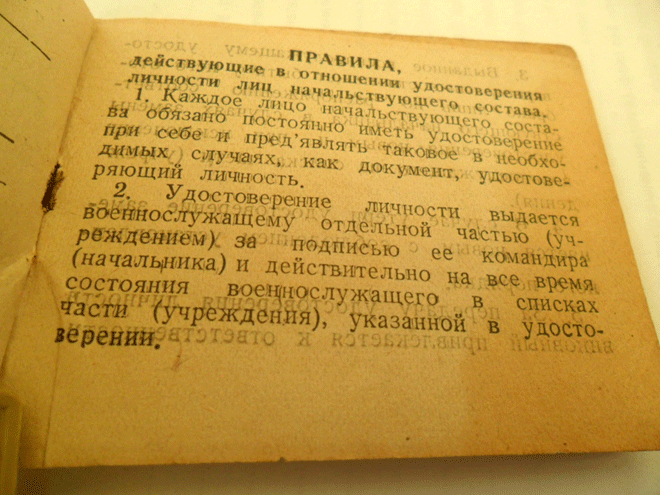 ПРАВИЛА,
действующие в отношении удостоверения
личности лиц начальствующего состава.
1. Каждое лицо начальствующего соста-
ва обязано постоянно иметь удостоверение
при себе и пред'являть таковое в необхо-
димых случаях, как документ, удостове-
ряющий личность.
2. Удостоверение личности выдается
военнослужащему отдельной частью (уч-
реждением) за подписью ее командира
(начальника) и действительно на все время
состояния военнослужащего в списках
части (учреждения), указанной в удосто-
верении.